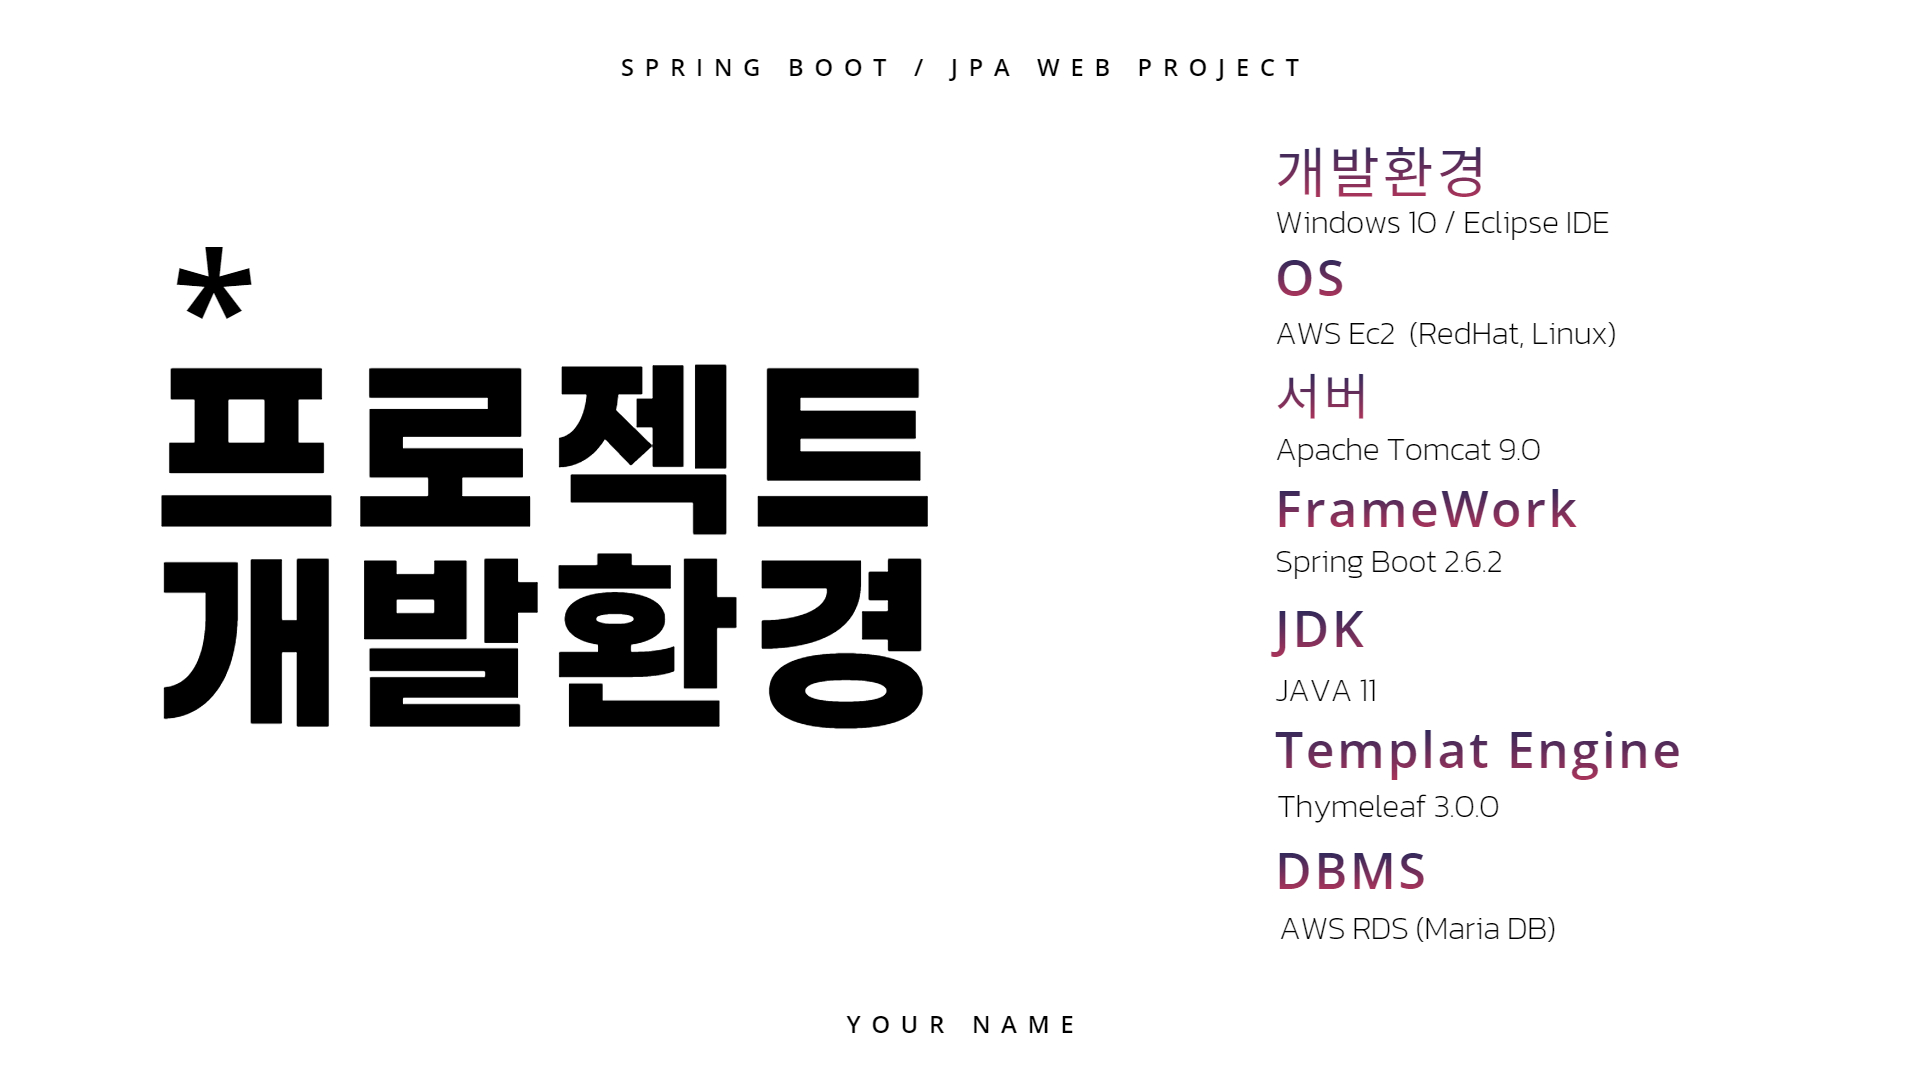 SPRING BOOT / JPA WEB PROJECT
*
프로젝트
개발환경
개발환경
Windows 10 / Eclipse IDE
OS
AWS Ec2 (RedHat, Linux)
서버
Apache Tomcat 9.0
FrameWork
Spring Boot 2.6.2
JDK
JAVA 11
Templat Engine
Thymeleaf 3.0.0
DBMS
AWS RDS (Maria DB)
YOUR NAME